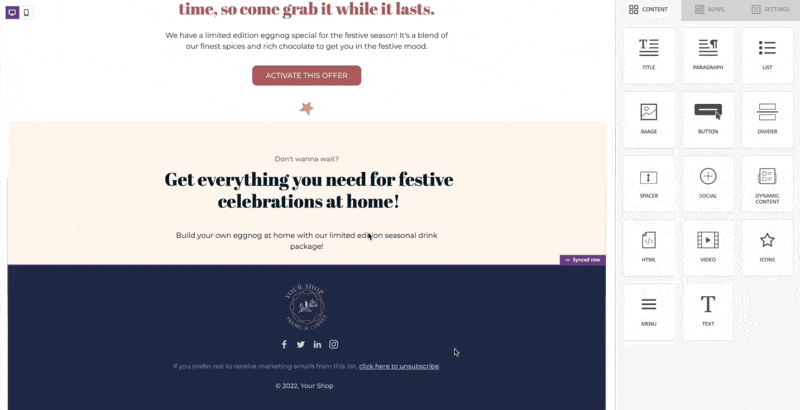 time, so come grab it while it lasts.
We have a limited edition eggnog special for the festive season! It's a blend of
our finest spices and rich chocolate to get you in the festive mood.
ACTIVATE THIS OFFER
Don't wanna wait?
Get everything you need for festive
celebrations at home!
Build your own eggnog at home with our limited edition seasonal drink
package!
Synced row
YOUR SHOP
PREMIUM COFFEE
If you prefer not to receive marketing emails from this list, click here to unsubscribe.
© 2022, Your Shop
CONTENT
ROWS
SETTINGS
TITLE
PARAGRAPH
LIST
IMAGE
BUTTON
DIVIDER
SPACER
SOCIAL
DYNAMIC
CONTENT
HTML
VIDEO
ICONS
MENU
TEXT